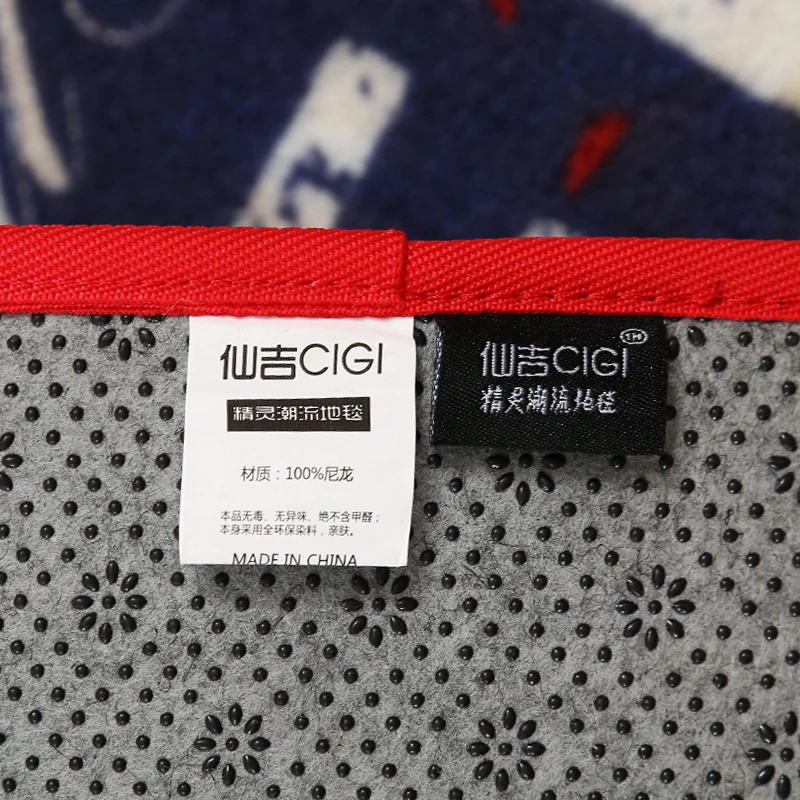 仙吉CIGI
精灵潮流地毯
材质：100%尼龙
本品无毒、无异味、绝不含甲醛；
本身采用全环保染料，亲肤。
MADE IN CHINA
仙吉CIGI
精灵潮流地毯